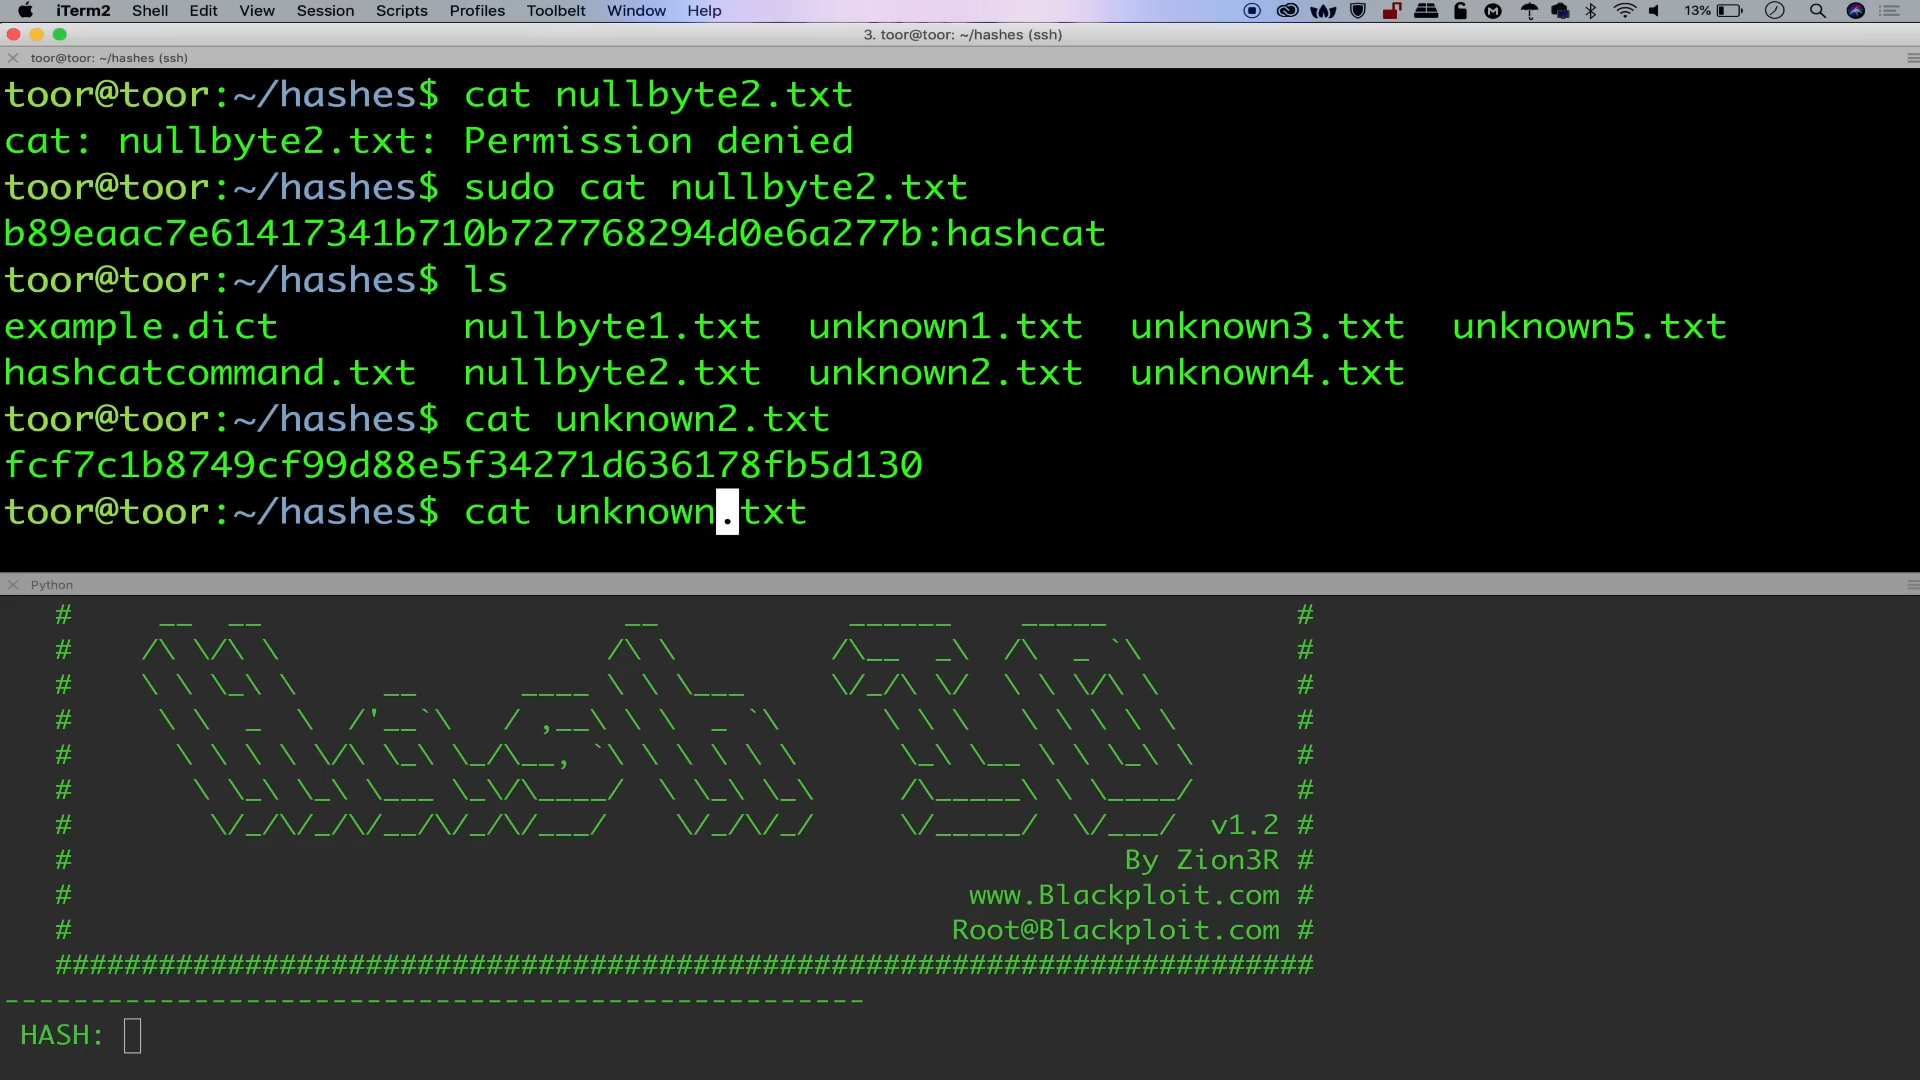 iTerm2 Shell Edit View Session Scripts Profiles Toolbelt Window Help 13%
3. toor@toor: ~/hashes (ssh)
toor@toor: ~/hashes (ssh)
toor@toor:~/hashes$ cat nullbyte2.txt
cat: nullbyte2.txt: Permission denied
toor@toor:~/hashes$ sudo cat nullbyte2.txt
b89eaac7e61417341b710b727768294d0e6a277b:hashcat
toor@toor:~/hashes$ ls
example.dict nullbyte1.txt unknown1.txt unknown3.txt unknown5.txt
hashcatcommand.txt nullbyte2.txt unknown2.txt unknown4.txt
toor@toor:~/hashes$ cat unknown2.txt
fcf7c1b8749cf99d88e5f34271d636178fb5d130
toor@toor:~/hashes$ cat unknown.txt
Python
Hash ID
v1.2 #
# By Zion3R #
# www.Blackploit.com #
# Root@Blackploit.com #
#########################################################################
--------------------------------------------------
HASH: